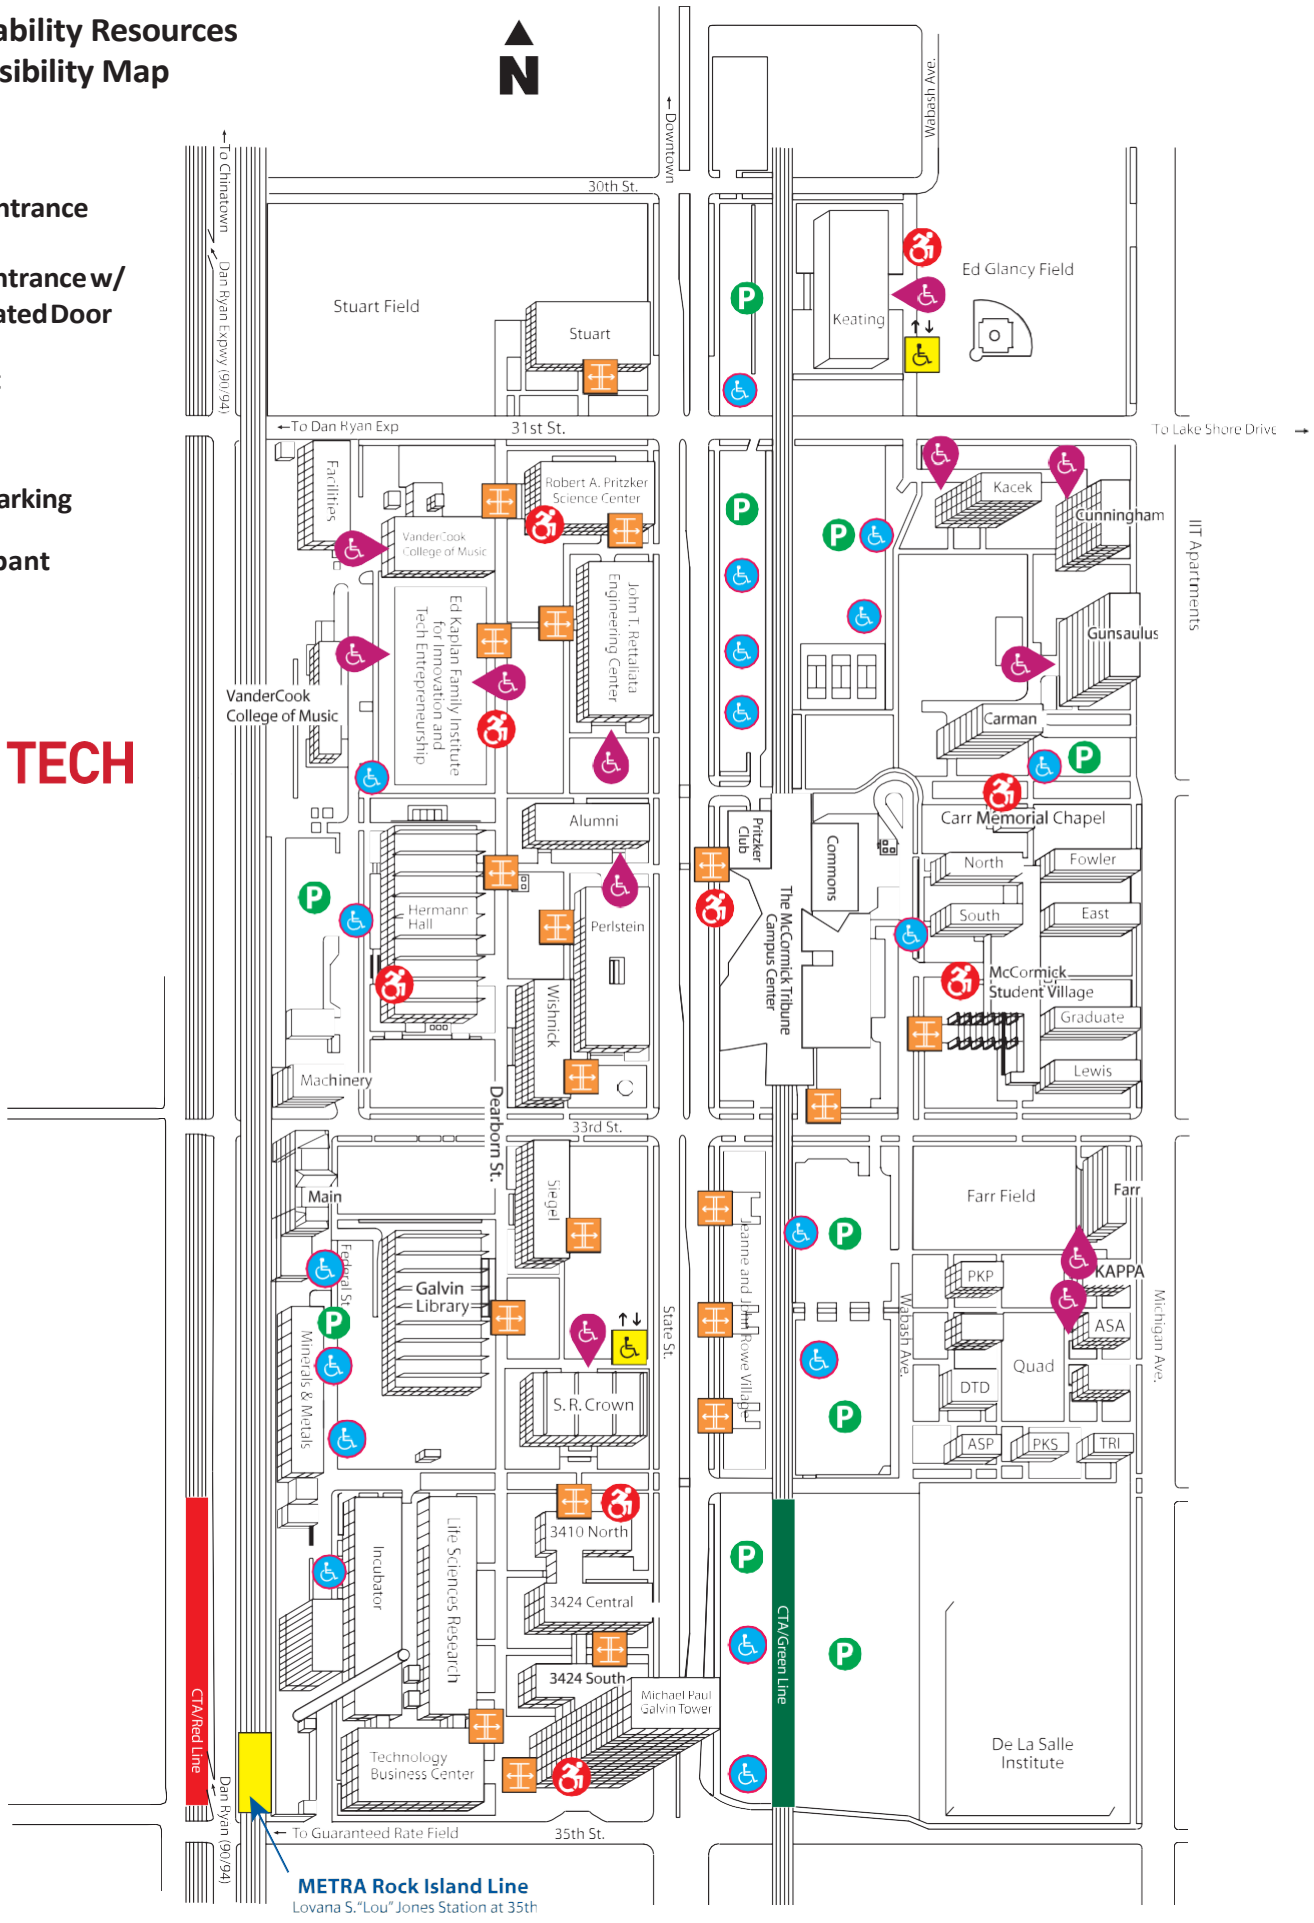 ability Resources
sibility Map
N
ntrance
ntrance w/
ated Door
arking
pant
TECH
←Downtown
Wabash Ave.
←To Chinatown
Dan Ryan Expwy (90/94)
30th St.
Stuart Field
Stuart
P
Keating
Ed Glancy Field
←To Dan Ryan Exp
31st St.
To Lake Shore Drive →
Facilities
Robert A. Pritzker
Science Center
VanderCook
College of Music
P
P
Kacek
Cunningham
IIT Apartments
Ed Kaplan Family Institute
for Innovation and
Tech Entrepreneurship
John T. Rettaliata
Engineering Center
Gunsaulus
VanderCook
College of Music
Carman
P
Carr Memorial Chapel
Alumni
Pritzker
Club
Commons
North
Fowler
P
Hermann
Hall
Perlstein
South
East
The McCormick Tribune
Campus Center
McCormick
Student Village
Wishnick
Graduate
Machinery
Lewis
Dearborn St.
33rd St.
Main
Siegel
Farr Field
Farr
Federal St
Galvin
Library
Jeanne and John Rowe Village
P
PKP
KAPPA
P
State St.
Wabash Ave.
Michigan Ave.
Minerals & Metals
ASA
Quad
S. R. Crown
DTD
P
ASP
PKS
TRI
3410 North
Incubator
Life Sciences Research
P
3424 Central
CTA/Green Line
P
3424 South
Michael Paul
Galvin Tower
CTA/Red Line
Technology
Business Center
De La Salle
Institute
Dan Ryan (90/94)
← To Guaranteed Rate Field
35th St.
METRA Rock Island Line
Lovana S. "Lou" Jones Station at 35th